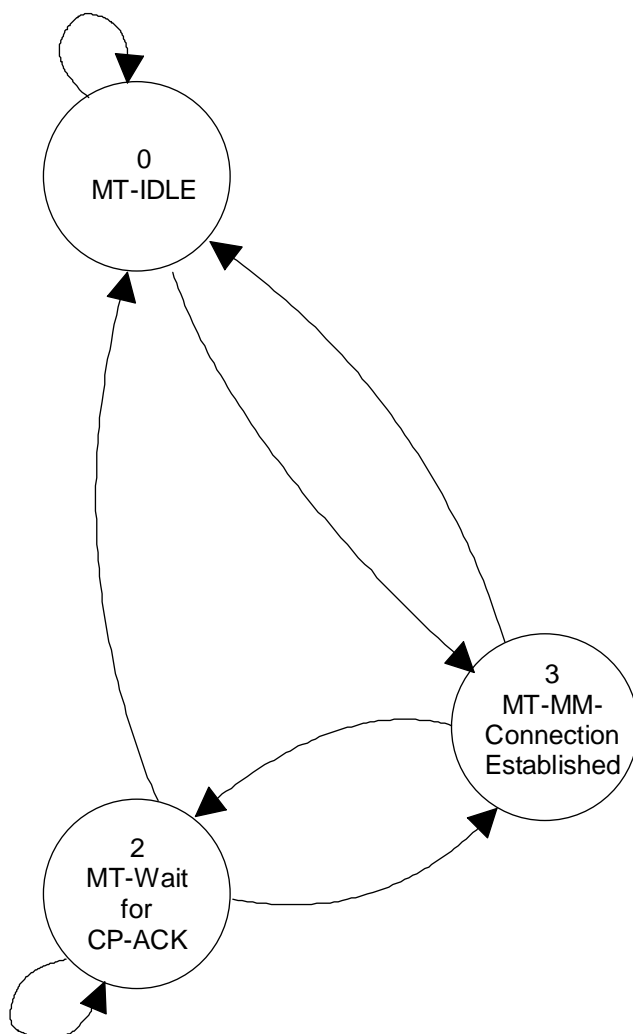 0
MT-IDLE
3
MT-MM-
Connection
Established
2
MT-Wait
for
CP-ACK